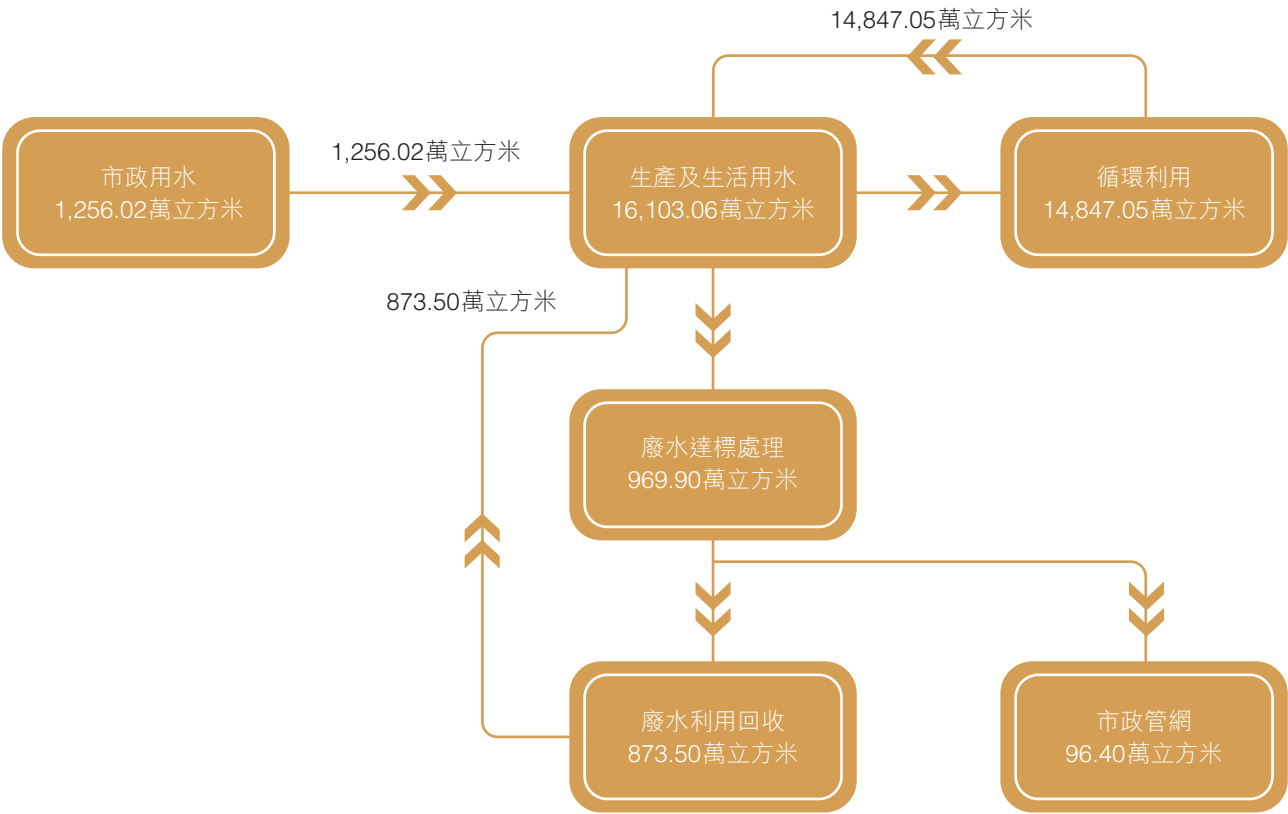 14,847.05萬立方米
1,256.02萬立方米
市政用水
1,256.02萬立方米
生產及生活用水
16,103.06萬立方米
循環利用
14,847.05萬立方米
873.50萬立方米
廢水達標處理
969.90萬立方米
廢水利用回收
873.50萬立方米
市政管網
96.40萬立方米